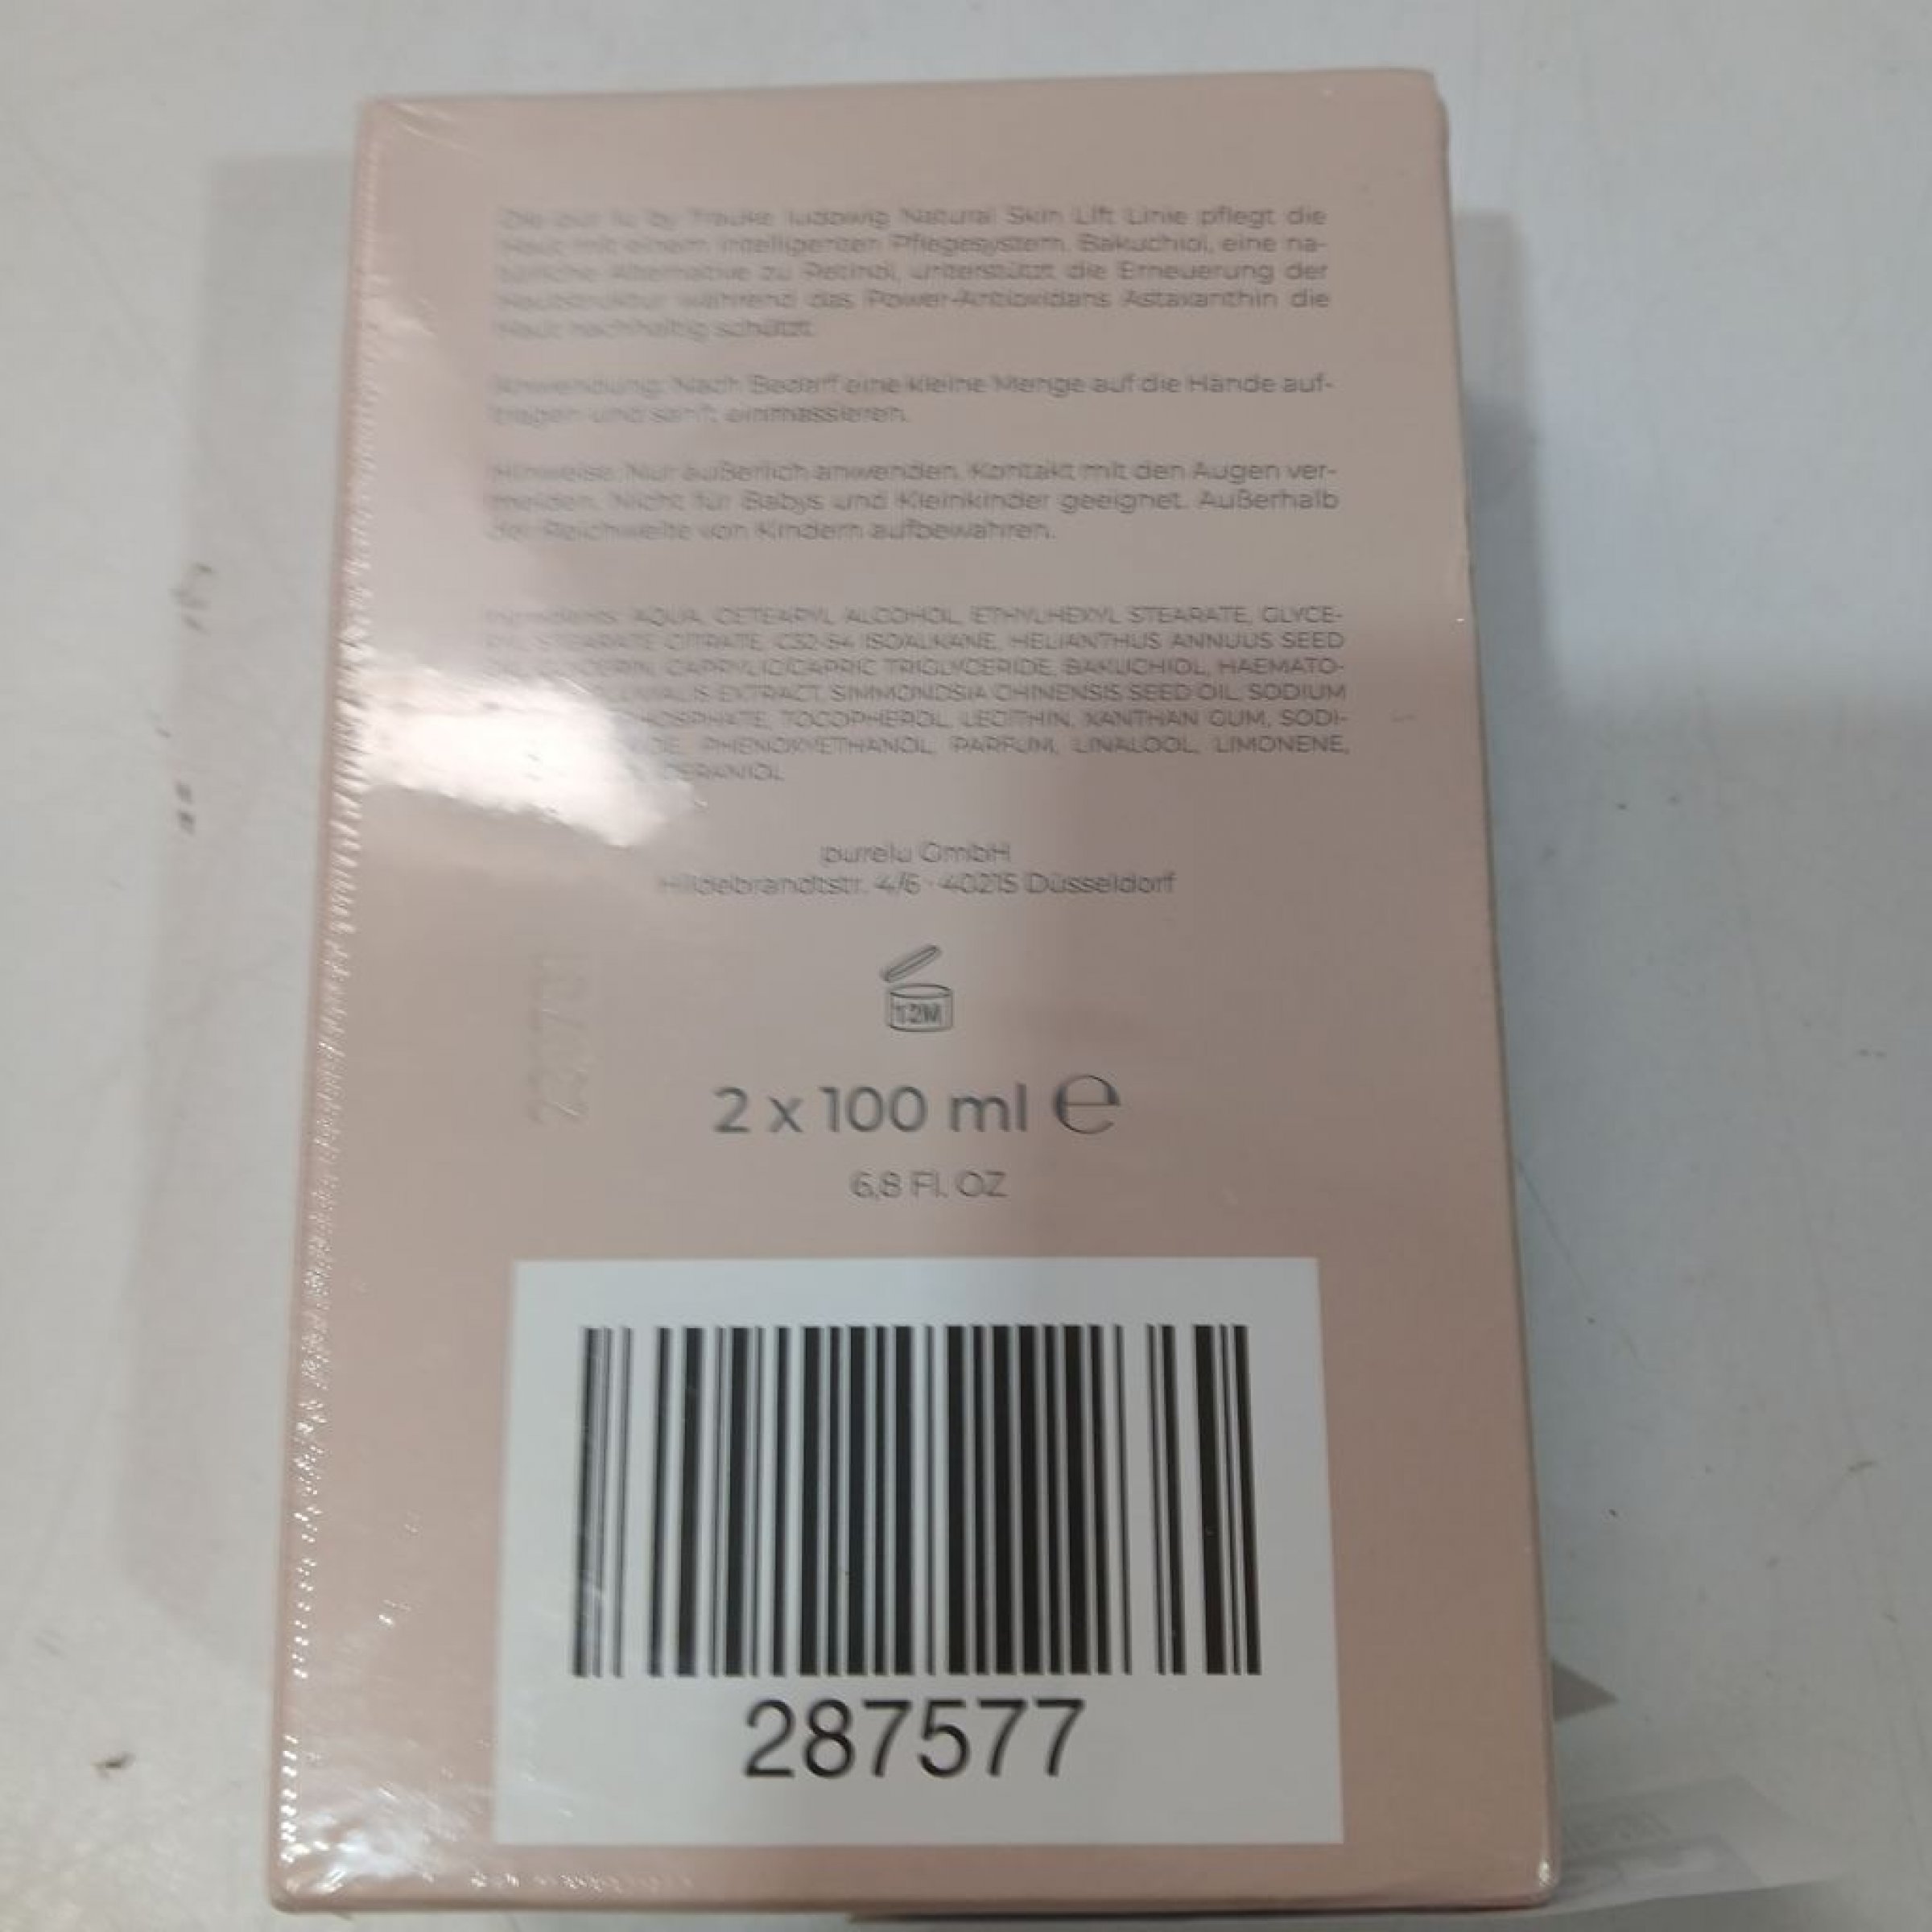 Die pur lu by Frauke ludowig Natural Skin Lift Linie pflegt die
Haut mit einem intelligenten Pflegesystem. Bakuchiol, eine na-
türliche Alternative zu Retinol, unterstützt die Erneuerung der
Hautstruktur während das Power-Antioxidans Astaxanthin die
Haut nachhaltig schützt.
Anwendung: Nach Bedarf eine kleine Menge auf die Hände auf-
tragen und sanft einmassieren.
Hinweise: Nur äußerlich anwenden. Kontakt mit den Augen ver-
meiden. Nicht für Babys und Kleinkinder geeignet. Außerhalb
der Reichweite von Kindern aufbewahren.
Ingredients: AQUA, CETEARYL ALCOHOL, ETHYLHEXYL STEARATE, GLYCE-
RYL STEARATE CITRATE, ISOALKANE, HELIANTHUS ANNUUS SEED
OIL, GLYCERIN, CAPRYLIC/CAPRIC TRIGLYCERIDE, BAKUCHIOL, HAEMATO-
EXTRACT, SIMMONDSIA CHINENSIS SEED OIL, SODIUM
TOCOPHEROL, LECITHIN, XANTHAN GUM, SODI-
PHENOXYETHANOL, PARFUM, LINALOOL, LIMONENE,
GERANIOL
purelu GmbH
Hildebrandtstr. 4/6 · 40215 Düsseldorf
12M
2 x 100 ml ℮
6,8 Fl. OZ
287577